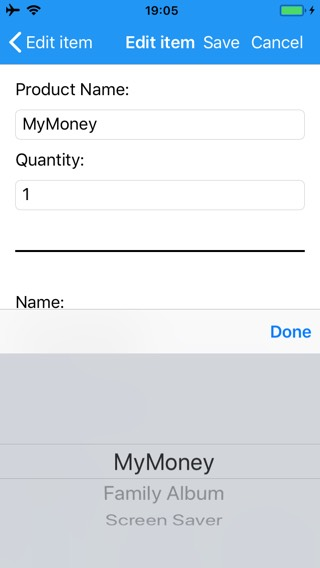 19:05
Edit item Edit item Save Cancel
Product Name:
MyMoney
Quantity:
1
Name:
Done
MyMoney
Family Album
Screen Saver